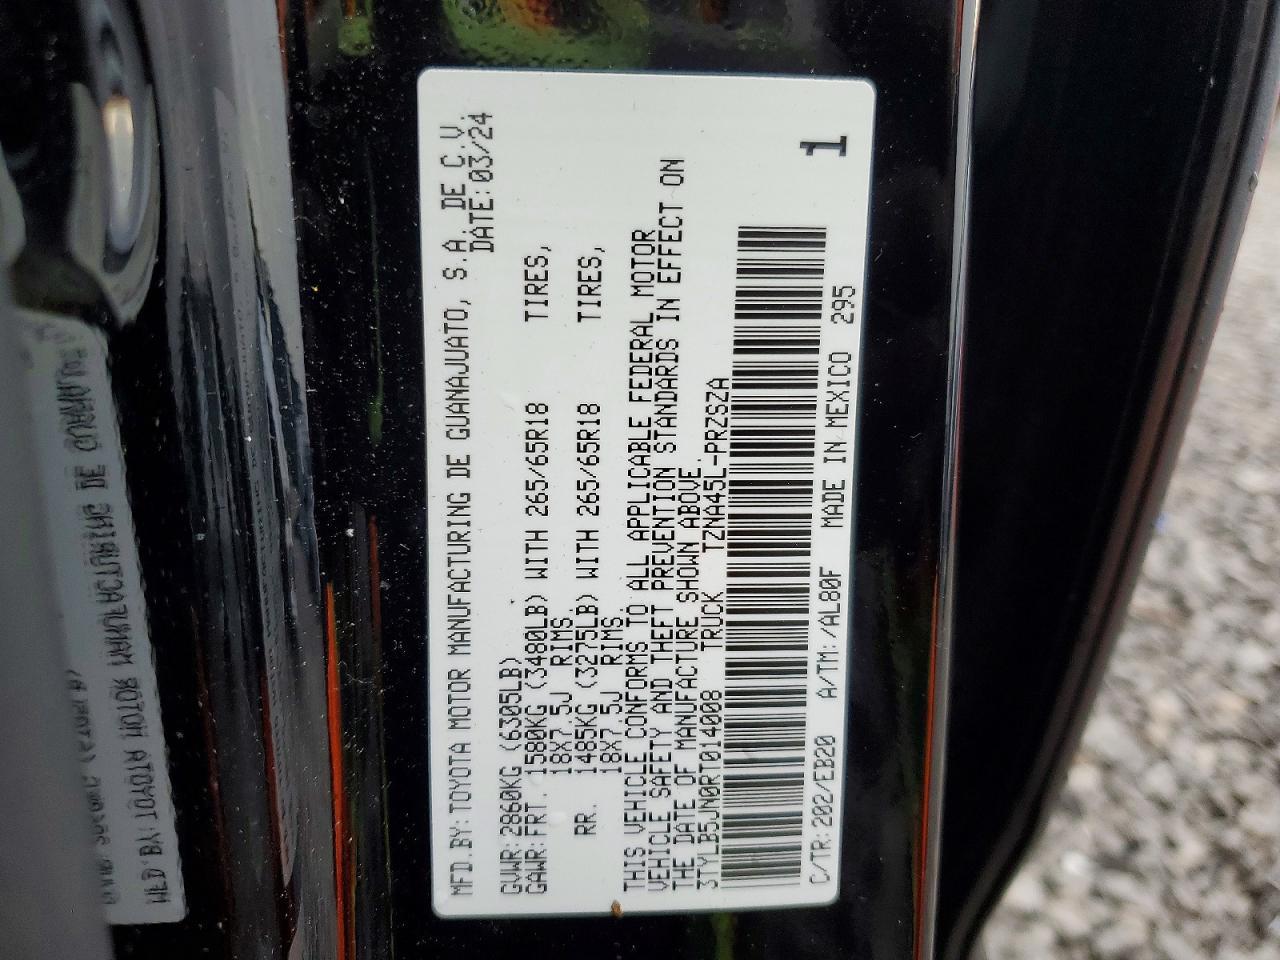 MFD.BY:TOYOTA MOTOR MANUFACTURING DE GUANAJUATO, S.A. DE C.V.
DATE:03/24
GVWR:2860KG (6305LB)
GAWR:FRT. 1580KG (3480LB) WITH 265/65R18 TIRES,
18X7.5J RIMS.
RR. 1485KG (3275LB) WITH 265/65R18 TIRES,
18X7.5J RIMS.
THIS VEHICLE CONFORMS TO ALL APPLICABLE FEDERAL MOTOR
VEHICLE SAFETY AND THEFT PREVENTION STANDARDS IN EFFECT ON
THE DATE OF MANUFACTURE SHOWN ABOVE.
3TYLB5JN0RT014008 TRUCK TZNA45L-PRZSZA
C/TR:202/EB20 A/TM:/AL80F MADE IN MEXICO 295
1